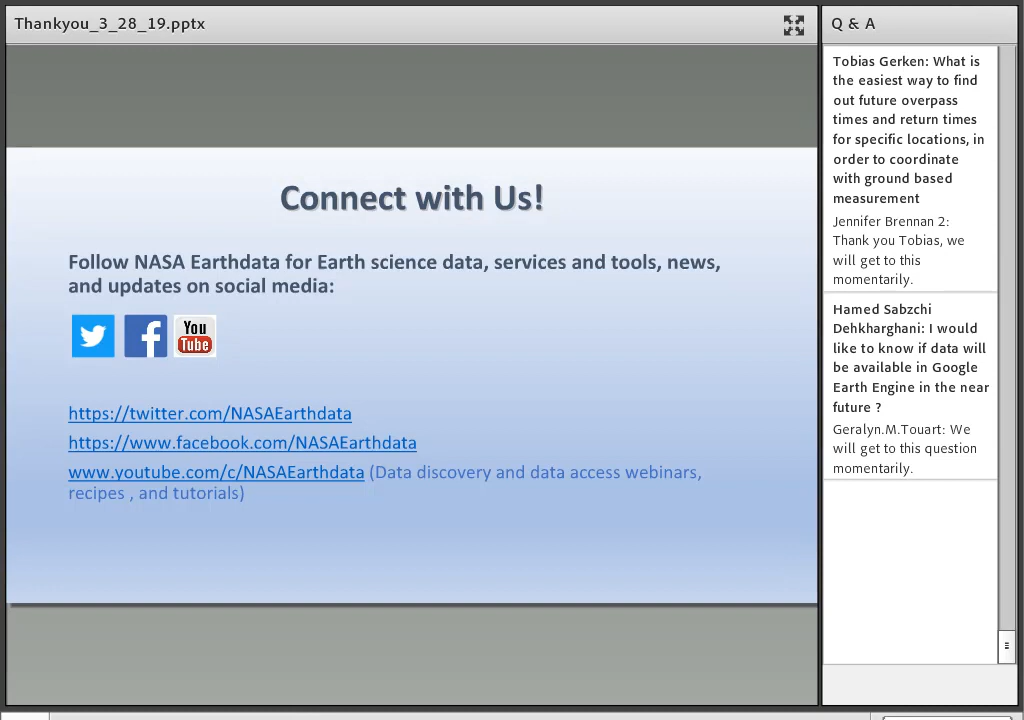 Thankyou_3_28_19.pptx
Connect with Us!
Follow NASA Earthdata for Earth science data, services and tools, news,
and updates on social media:
You
Tube
https://twitter.com/NASAEarthdata
https://www.facebook.com/NASAEarthdata
www.youtube.com/c/NASAEarthdata (Data discovery and data access webinars,
recipes , and tutorials)
Q & A
Tobias Gerken: What is
the easiest way to find
out future overpass
times and return times
for specific locations, in
order to coordinate
with ground based
measurement
Jennifer Brennan 2:
Thank you Tobias, we
will get to this
momentarily.
Hamed Sabzchi
Dehkharghani: I would
like to know if data will
be available in Google
Earth Engine in the near
future ?
Geralyn.M.Touart: We
will get to this question
momentarily.